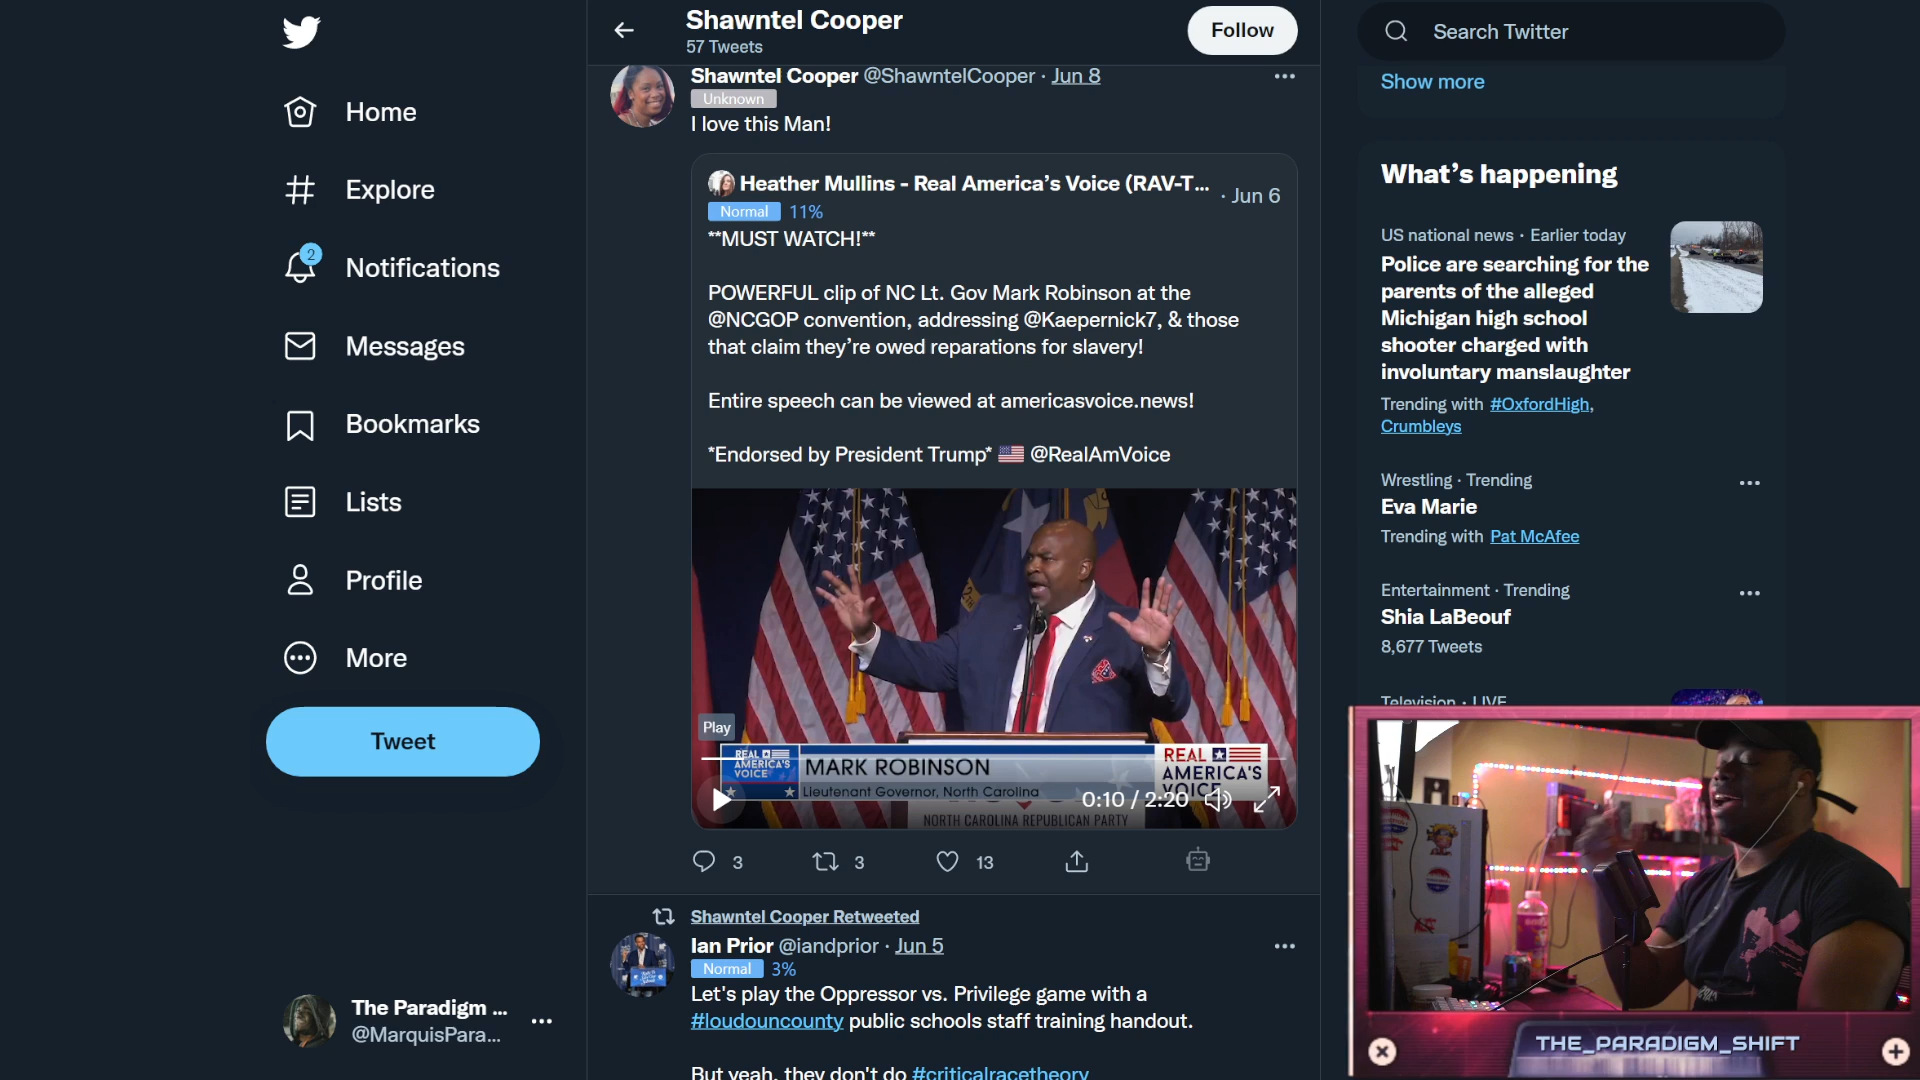 Home
Explore
2
Notifications
Messages
Bookmarks
Lists
Profile
More
Tweet
The Paradigm ...
@MarquisPara...
Shawntel Cooper
57 Tweets
Follow
Shawntel Cooper @ShawntelCooper · Jun 8
Unknown
I love this Man!
Heather Mullins - Real America’s Voice (RAV-T... · Jun 6
Normal 11%
**MUST WATCH!**
POWERFUL clip of NC Lt. Gov Mark Robinson at the
@NCGOP convention, addressing @Kaepernick7, & those
that claim they’re owed reparations for slavery!
Entire speech can be viewed at americasvoice.news!
*Endorsed by President Trump* @RealAmVoice
Play
REAL AMERICA'S VOICE
MARK ROBINSON
Lieutenant Governor, North Carolina
REAL
AMERICA'S
VOICE
0:10 / 2:20
NORTH CAROLINA REPUBLICAN PARTY
3 3 13
Shawntel Cooper Retweeted
Ian Prior @iandprior · Jun 5
Normal 3%
Let's play the Oppressor vs. Privilege game with a
#loudouncounty public schools staff training handout.
But yeah, they don't do #criticalracetheory
Search Twitter
Show more
What’s happening
US national news · Earlier today
Police are searching for the
parents of the alleged
Michigan high school
shooter charged with
involuntary manslaughter
Trending with #OxfordHigh,
Crumbleys
Wrestling · Trending
Eva Marie
Trending with Pat McAfee
Entertainment · Trending
Shia LaBeouf
8,677 Tweets
Television · LIVE
THE_PARADIGM_SHIFT